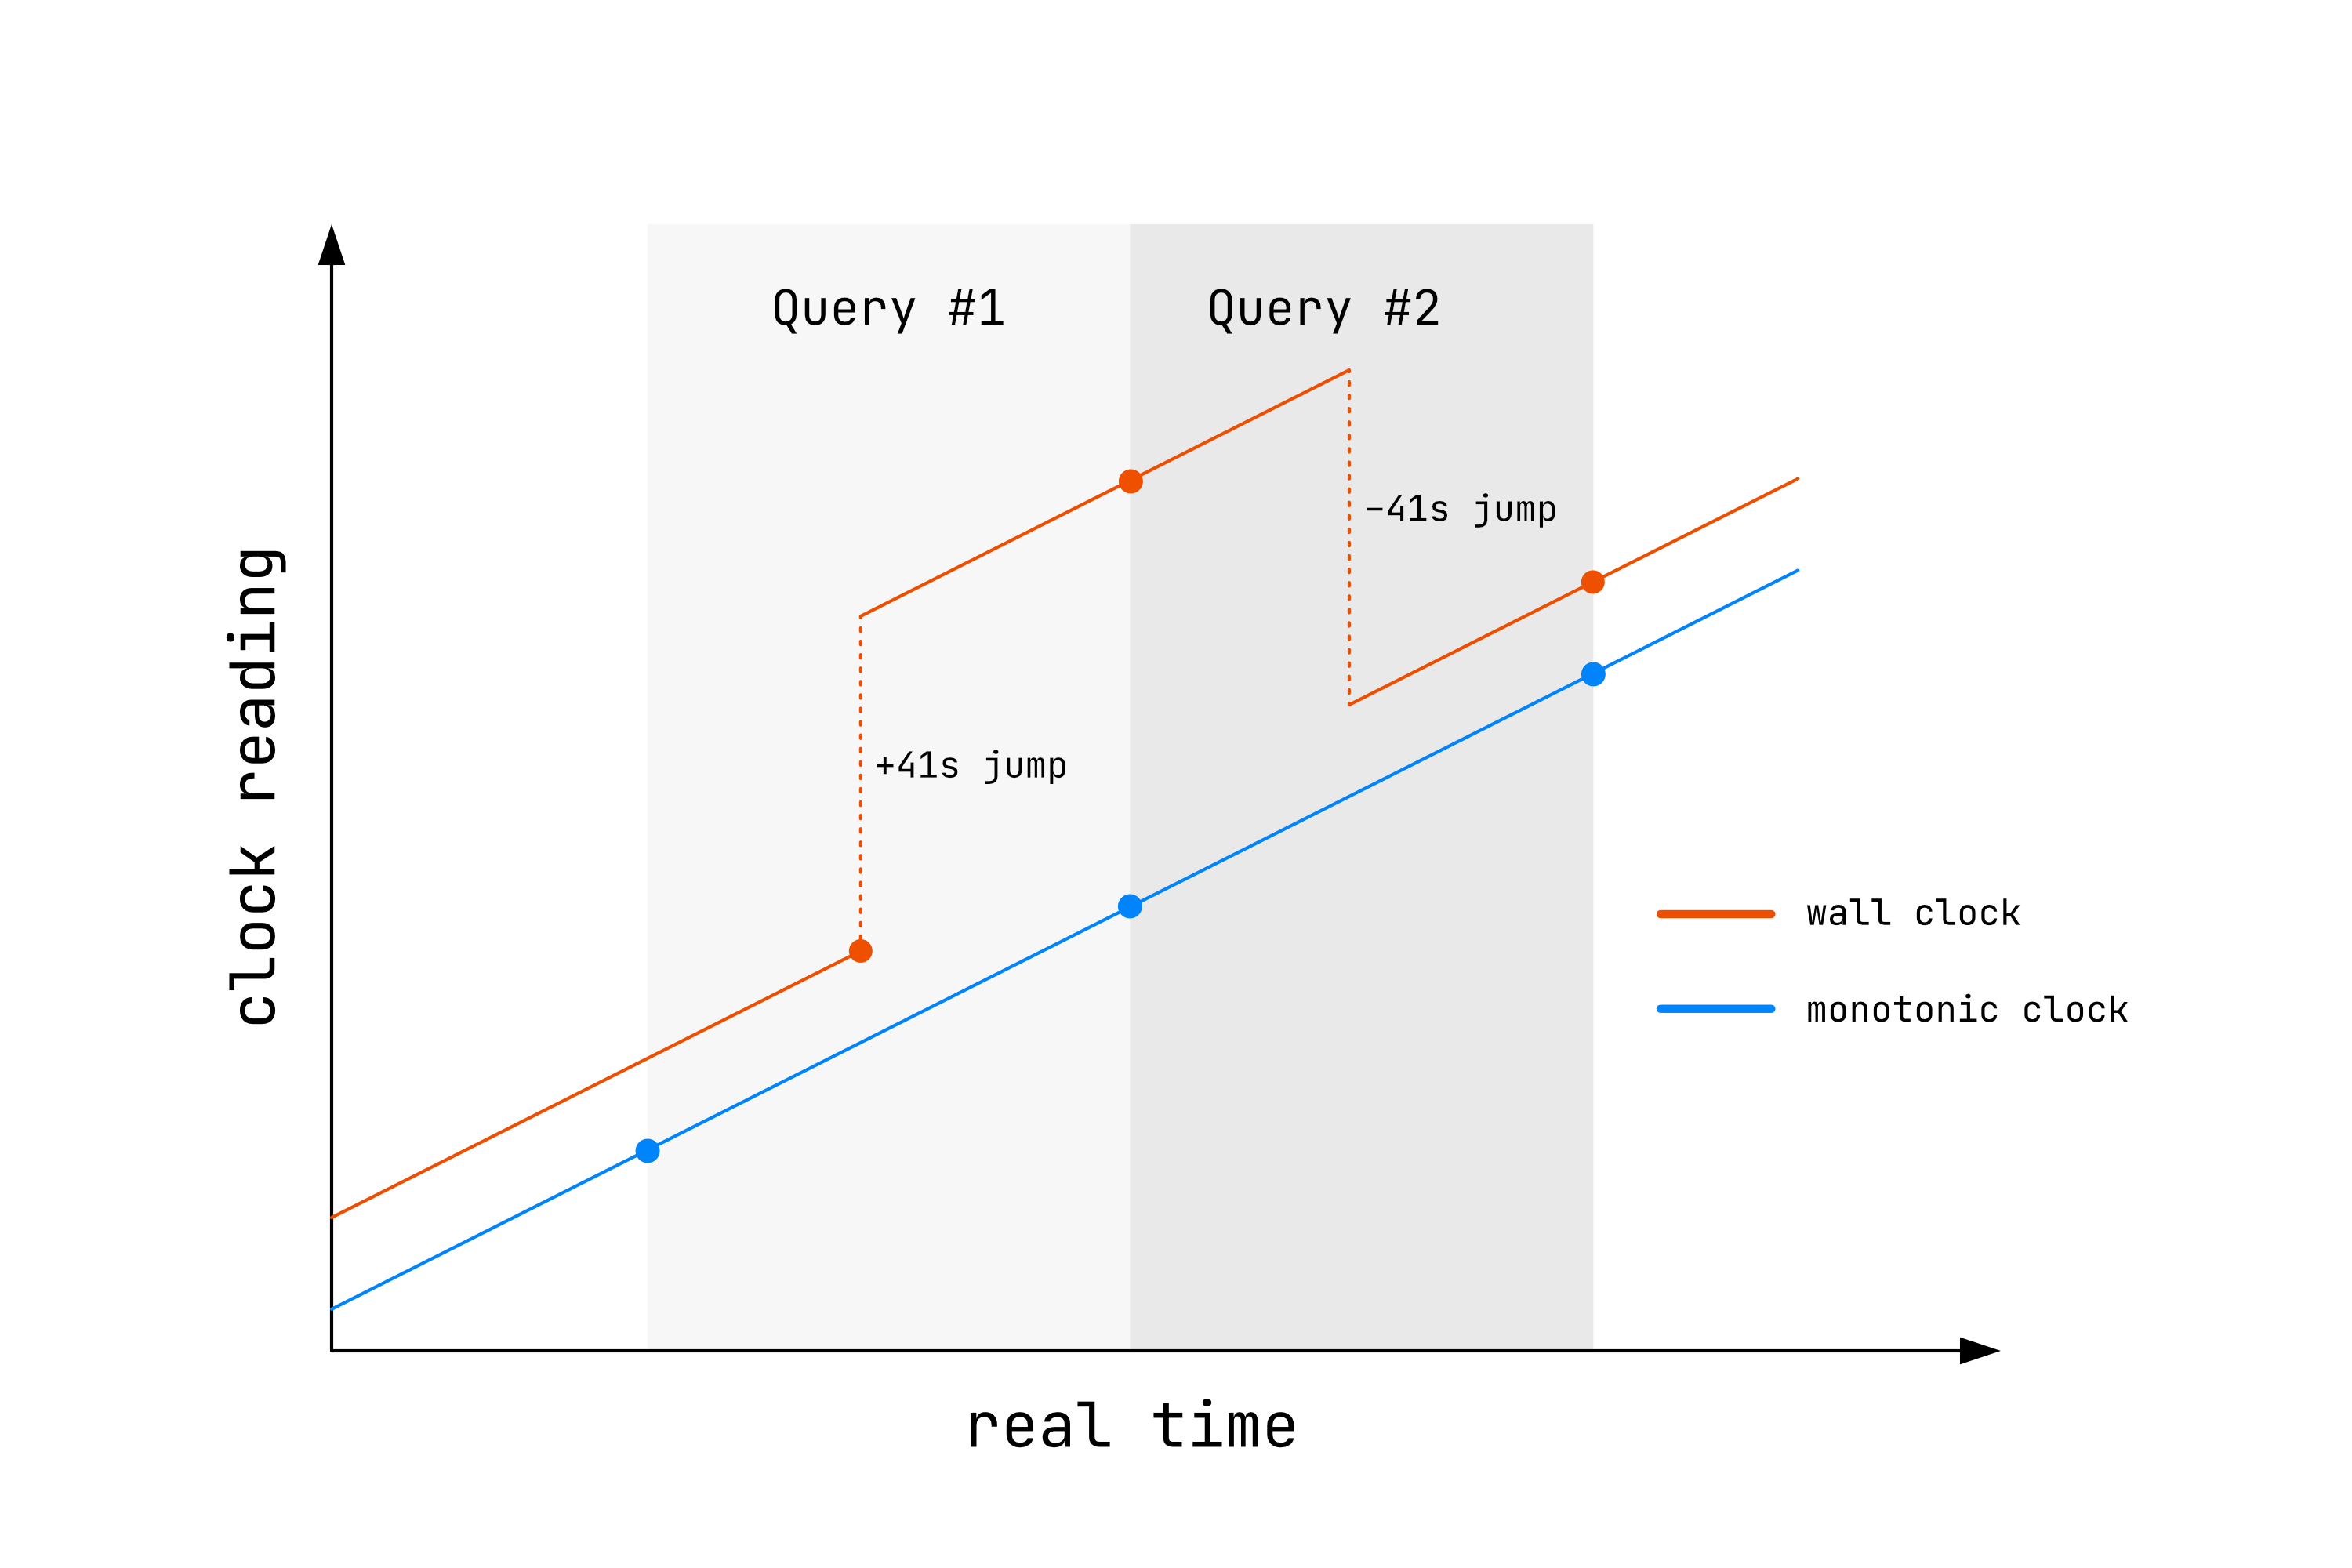 Query #1
Query #2
−41s jump
+41s jump
clock reading
wall clock
monotonic clock
real time